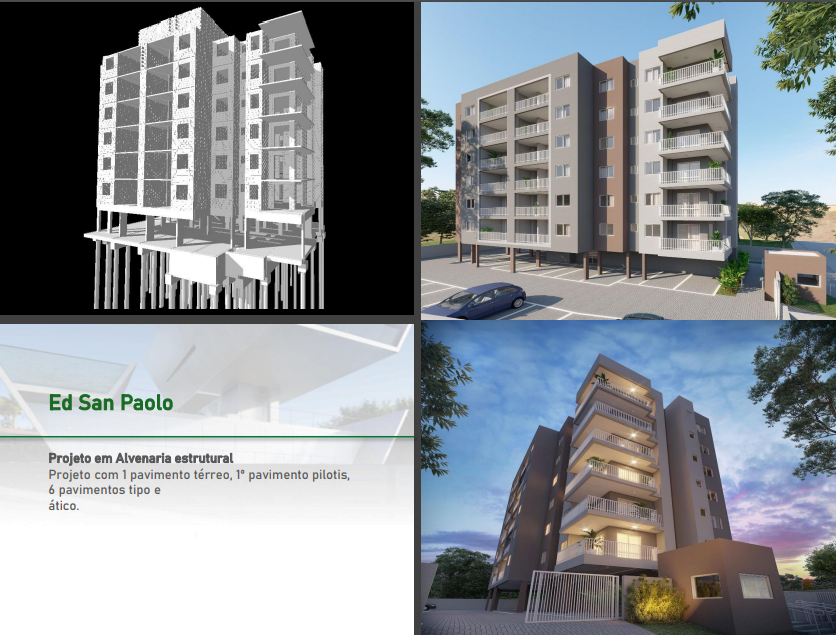 Ed San Paolo
Projeto em Alvenaria estrutural
Projeto com 1 pavimento térreo, 1º pavimento pilotis,
6 pavimentos tipo e
ático.